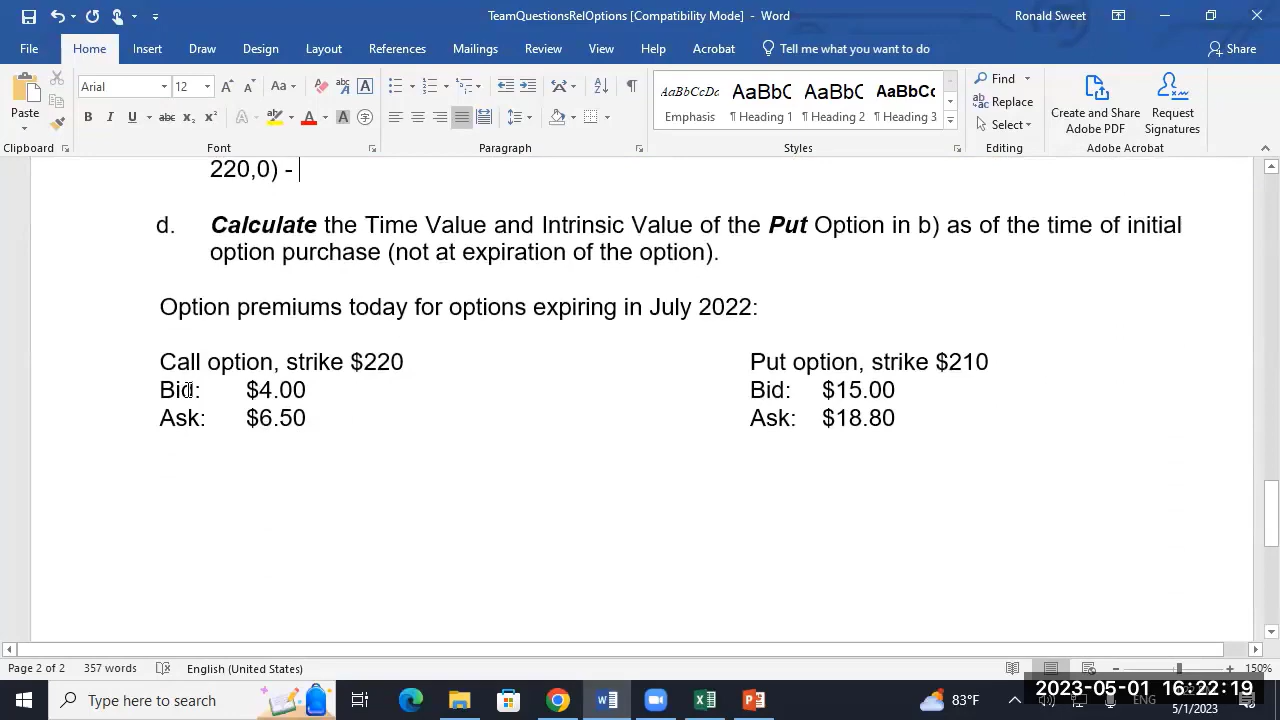 TeamQuestionsRelOptions [Compatibility Mode] - Word
Ronald Sweet
File Home Insert Draw Design Layout References Mailings Review View Help Acrobat Tell me what you want to do Share
Paste
Arial 12
Clipboard Font Paragraph
AaBbCcDc AaBbC AaBbC AaBbCc
Emphasis ¶ Heading 1 ¶ Heading 2 ¶ Heading 3
Styles
Find
Replace
Select
Editing
Create and Share
Adobe PDF
Request
Signatures
Adobe Acrobat
220,0) -
d. Calculate the Time Value and Intrinsic Value of the Put Option in b) as of the time of initial
option purchase (not at expiration of the option).
Option premiums today for options expiring in July 2022:
Call option, strike $220 Put option, strike $210
Bid: $4.00 Bid: $15.00
Ask: $6.50 Ask: $18.80
Page 2 of 2 357 words English (United States) 150%
Type here to search
83°F
ENG
2023-05-01 16:22:19
5/1/2023